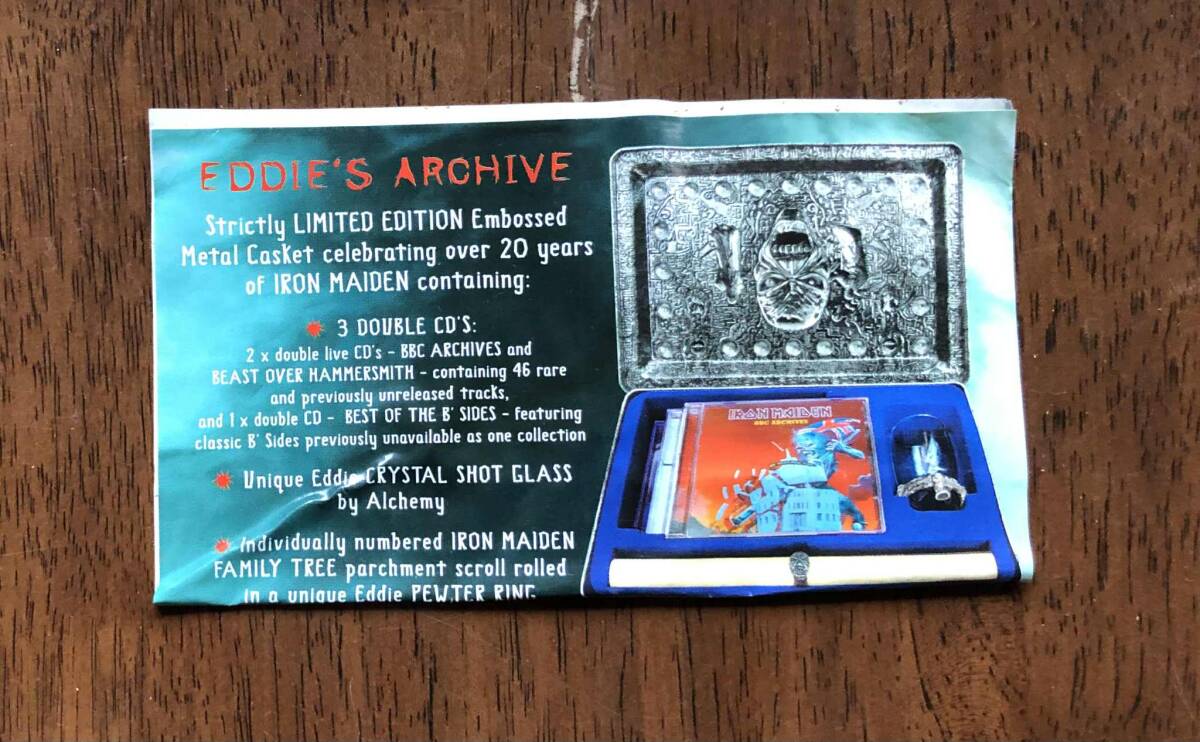 EDDIE'S ARCHIVE
Strictly LIMITED EDITION Embossed
Metal Casket celebrating over 20 years
of IRON MAIDEN containing:
3 DOUBLE CD'S:
2 x double live CD's - BBC ARCHIVES and
BEAST OVER HAMMERSMITH - containing 46 rare
and previously unreleased tracks,
and 1 x double CD - BEST OF THE B' SIDES - featuring
classic B' Sides previously unavailable as one collection
Unique Eddie CRYSTAL SHOT GLASS
by Alchemy
Individually numbered IRON MAIDEN
FAMILY TREE parchment scroll rolled
in a unique Eddie PEWTER RING
IRON MAIDEN
BBC ARCHIVES